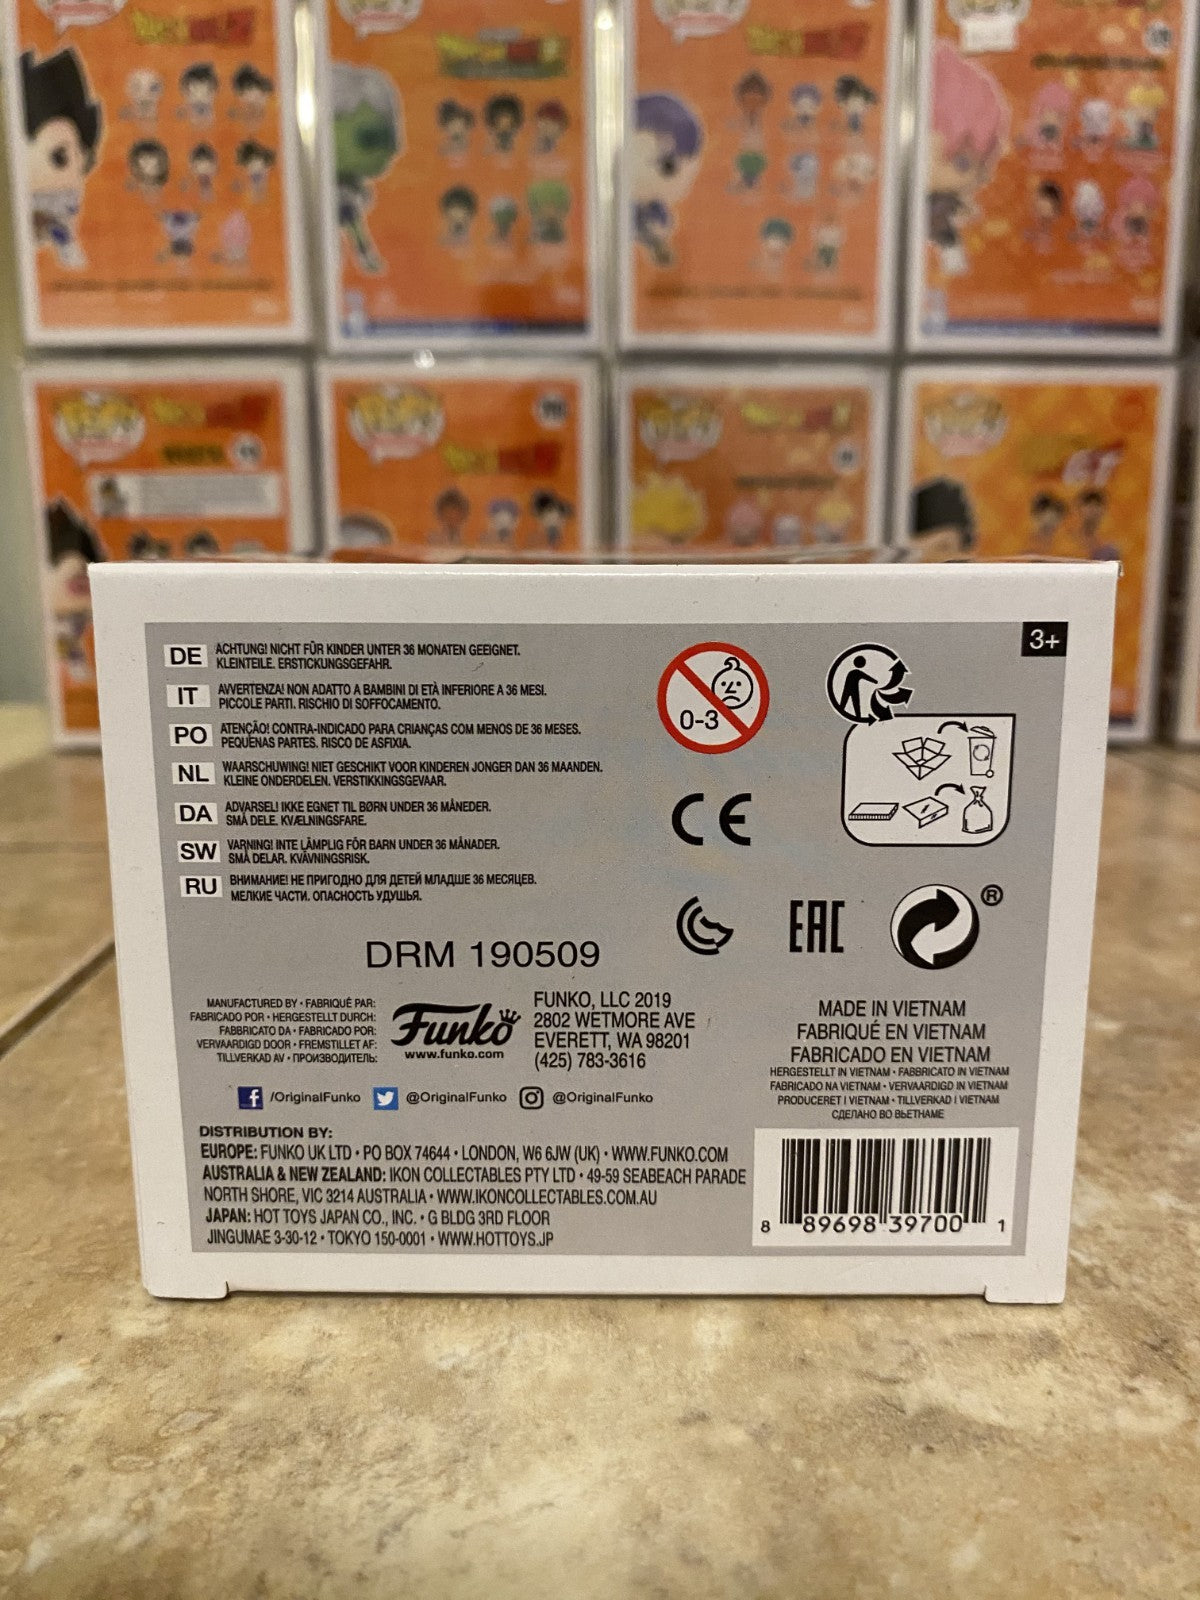 3+
DE ACHTUNG! NICHT FÜR KINDER UNTER 36 MONATEN GEEIGNET.
KLEINTEILE. ERSTICKUNGSGEFAHR.
IT AVVERTENZA! NON ADATTO A BAMBINI DI ETÀ INFERIORE A 36 MESI.
PICCOLE PARTI. RISCHIO DI SOFFOCAMENTO.
PO ATENÇÃO! CONTRA-INDICADO PARA CRIANÇAS COM MENOS DE 36 MESES.
PEQUENAS PARTES. RISCO DE ASFIXIA.
NL WAARSCHUWING! NIET GESCHIKT VOOR KINDEREN JONGER DAN 36 MAANDEN.
KLEINE ONDERDELEN. VERSTIKKINGSGEVAAR.
DA ADVARSEL! IKKE EGNET TIL BØRN UNDER 36 MÅNEDER.
SMÅ DELE. KVÆLNINGSFARE.
SW VARNING! INTE LÄMPLIG FÖR BARN UNDER 36 MÅNADER.
SMÅ DELAR. KVÄVNINGSRISK.
RU ВНИМАНИЕ! НЕ ПРИГОДНО ДЛЯ ДЕТЕЙ МЛАДШЕ 36 МЕСЯЦЕВ.
МЕЛКИЕ ЧАСТИ. ОПАСНОСТЬ УДУШЬЯ.
0-3
CE
EAC
®
DRM 190509
MANUFACTURED BY • FABRIQUÉ PAR:
FABRICADO POR • HERGESTELLT DURCH:
FABBRICATO DA • FABRICADO POR:
VERVAARDIGD DOOR • FREMSTILLET AF:
TILLVERKAD AV • ПРОИЗВОДИТЕЛЬ:
Funko
www.funko.com
FUNKO, LLC 2019
2802 WETMORE AVE
EVERETT, WA 98201
(425) 783-3616
/OriginalFunko @OriginalFunko @OriginalFunko
MADE IN VIETNAM
FABRIQUÉ EN VIETNAM
FABRICADO EN VIETNAM
HERGESTELLT IN VIETNAM • FABBRICATO IN VIETNAM
FABRICADO NA VIETNAM • VERVAARDIGD IN VIETNAM
PRODUCERET I VIETNAM • TILLVERKAD I VIETNAM
СДЕЛАНО ВО ВЬЕТНАМЕ
DISTRIBUTION BY:
EUROPE: FUNKO UK LTD • PO BOX 74644 • LONDON, W6 6JW (UK) • WWW.FUNKO.COM
AUSTRALIA & NEW ZEALAND: IKON COLLECTABLES PTY LTD • 49-59 SEABEACH PARADE
NORTH SHORE, VIC 3214 AUSTRALIA • WWW.IKONCOLLECTABLES.COM.AU
JAPAN: HOT TOYS JAPAN CO., INC. • G BLDG 3RD FLOOR
JINGUMAE 3-30-12 • TOKYO 150-0001 • WWW.HOTTOYS.JP
8 89698 39700 1